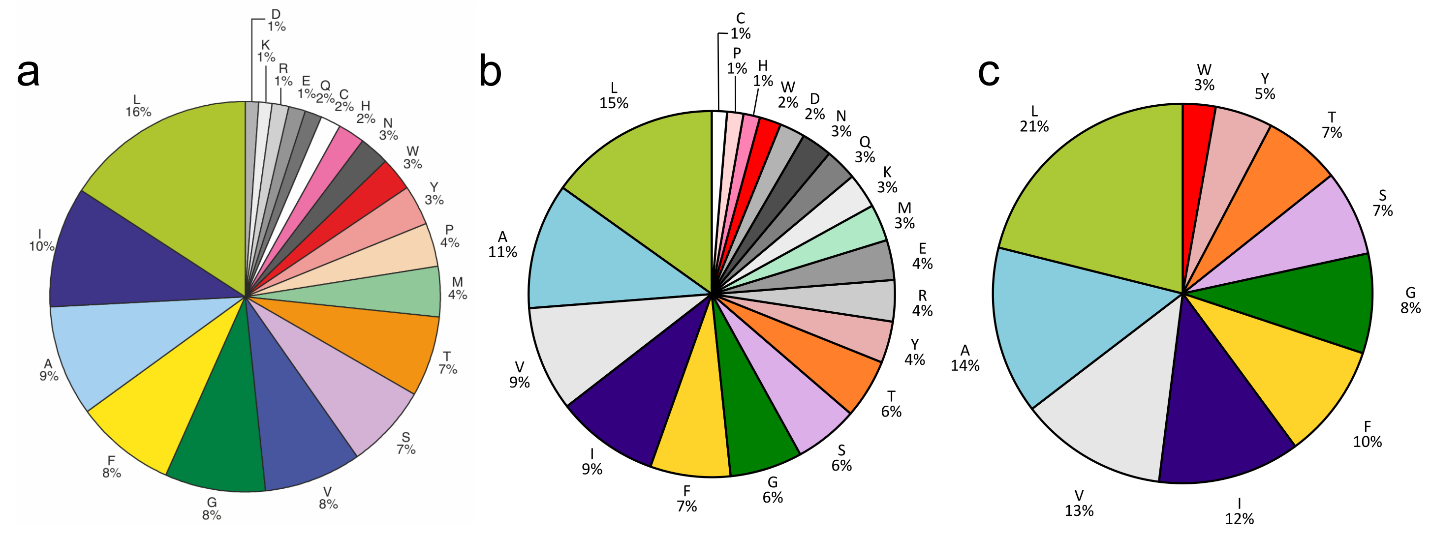 a
D
1%
K
1%
R
1%
E
1%
Q
2%
C
2%
H
2%
N
3%
W
3%
Y
3%
P
4%
M
4%
T
7%
S
7%
V
8%
G
8%
F
8%
A
9%
I
10%
L
16%
b
C
1%
P
1%
H
1%
W
2%
D
2%
N
3%
Q
3%
K
3%
M
3%
E
4%
R
4%
Y
4%
T
6%
S
6%
G
6%
F
7%
I
9%
V
9%
A
11%
L
15%
c
W
3%
Y
5%
T
7%
S
7%
G
8%
F
10%
I
12%
V
13%
A
14%
L
21%